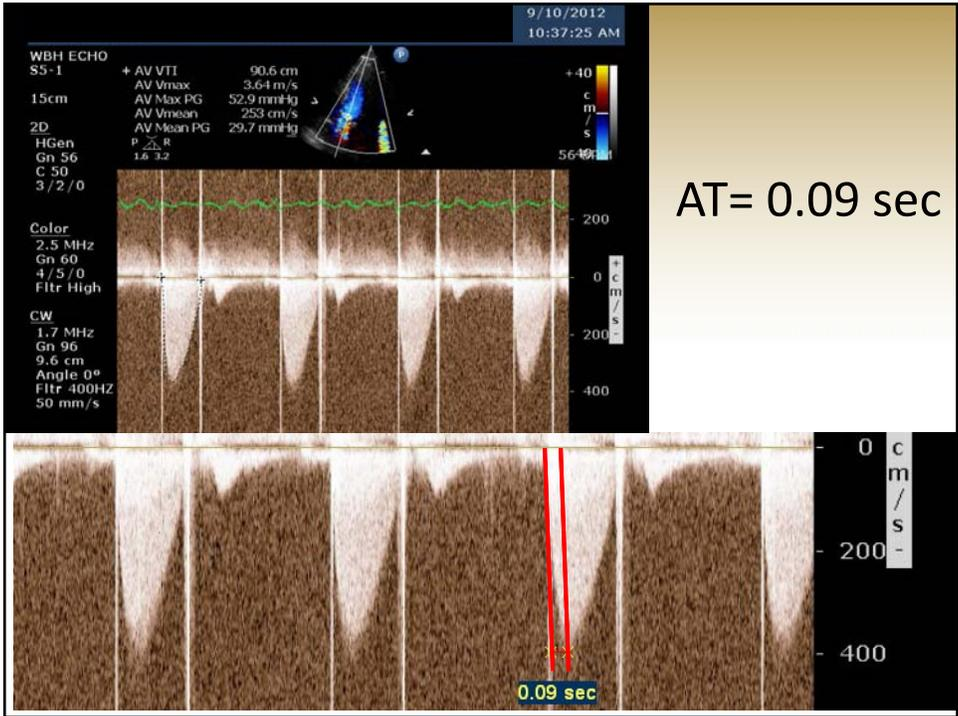 9/10/2012
10:37:25 AM
WBH ECHO
S5-1
15cm
2D
HGen
Gn 56
C 50
3/2/0
Color
2.5 MHz
Gn 60
4/5/0
Fltr High
CW
1.7 MHz
Gn 96
9.6 cm
Angle 0°
Fltr 400HZ
50 mm/s
+ AV VTI 90.6 cm
AV Vmax 3.64 m/s
AV Max PG 52.9 mmHg
AV Vmean 253 cm/s
AV Mean PG 29.7 mmHg
P R
1.6 3.2
P
+40
c
m
/
s
200
0
200
400
+
c
m
/
s
-
AT= 0.09 sec
0
200
400
c
m
/
s
-
0.09 sec